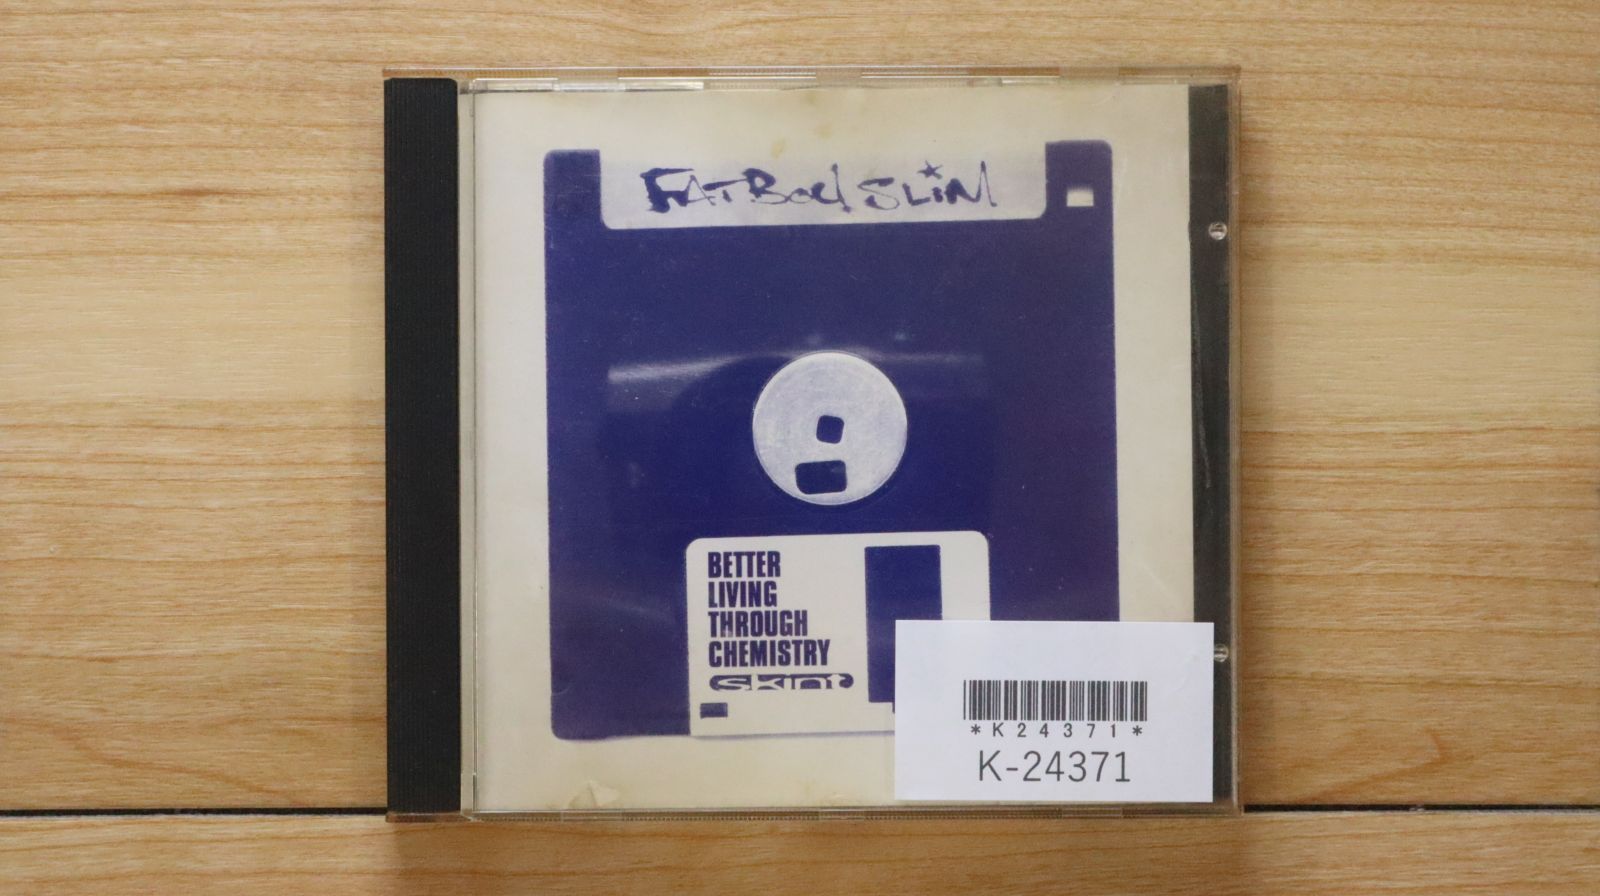 FATBOY SLIM
BETTER
LIVING
THROUGH
CHEMISTRY
skint
*K24371*
K-24371